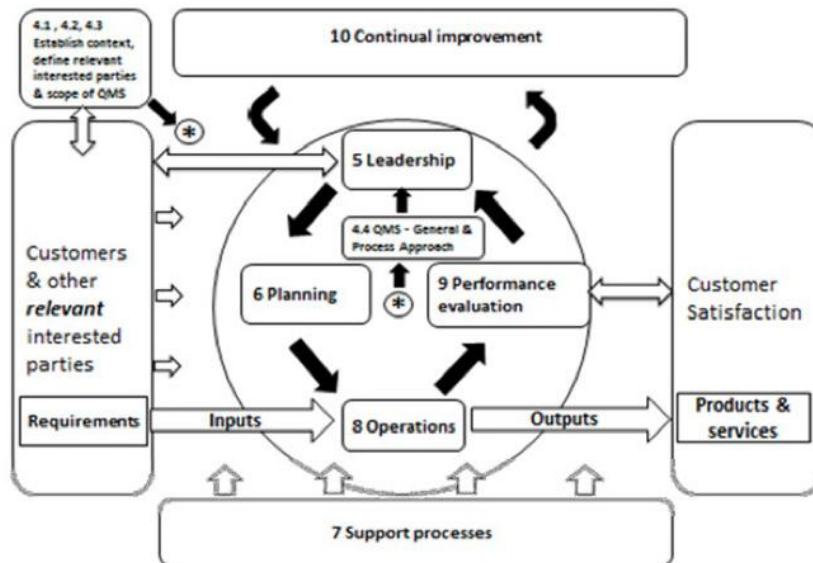 4.1 , 4.2, 4.3
Establish context,
define relevant
interested parties
& scope of QMS
10 Continual improvement
*
5 Leadership
4.4 QMS - General &
Process Approach
Customers
& other
relevant
interested
parties
6 Planning
*
9 Performance
evaluation
Customer
Satisfaction
Requirements
Inputs
8 Operations
Outputs
Products &
services
7 Support processes